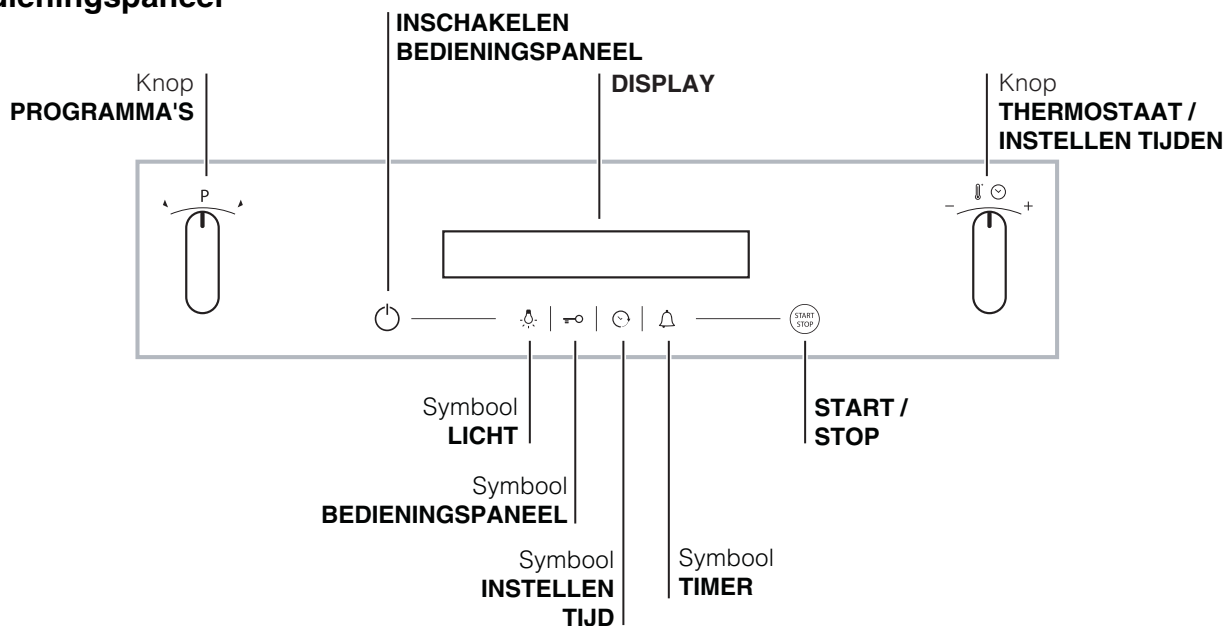 INSCHAKELEN
BEDIENINGSPANEEL
Knop
PROGRAMMA'S
DISPLAY
Knop
THERMOSTAAT /
INSTELLEN TIJDEN
P
− +
START
STOP
Symbool
LICHT
START /
STOP
Symbool
BEDIENINGSPANEEL
Symbool
INSTELLEN
TIJD
Symbool
TIMER